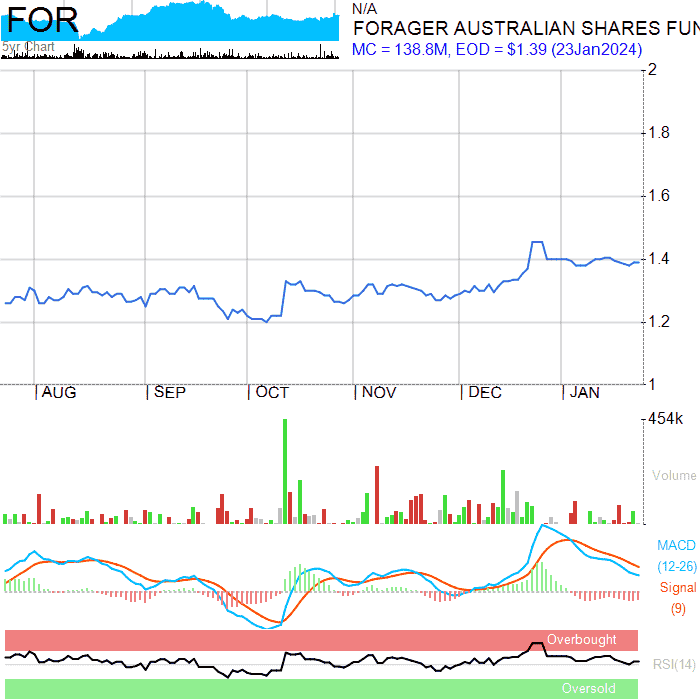 FOR
5yr Chart
N/A
FORAGER AUSTRALIAN SHARES FUN
MC = 138.8M, EOD = $1.39 (23Jan2024)
2
1.8
1.6
1.4
1.2
1
AUG
SEP
OCT
NOV
DEC
JAN
454k
Volume
MACD
(12-26)
Signal
(9)
Overbought
RSI(14)
Oversold